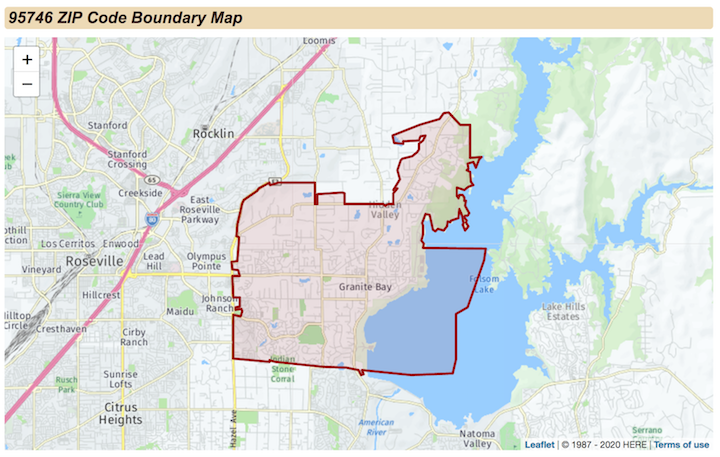 95746 ZIP Code Boundary Map
+
−
Loomis
Stanford
Rocklin
Stanford
Crossing
65
Creekside
Sierra View
Country Club
East
Roseville
Parkway
80
Hidden
Valley
Los Cerritos
Enwood
Roseville
Lead
Hill
Olympus
Pointe
Vineyard
Hillcrest
Johnson
Ranch
Granite Bay
Folsom
Lake
Lake Hills
Estates
Maidu
Hilltop
Circle
Cresthaven
Cirby
Ranch
Indian
Stone
Corral
Rusch
Park
Sunrise
Lofts
Citrus
Heights
Hazel Ave
American
River
Natoma
Valley
Serrano
Leaflet | © 1987 - 2020 HERE | Terms of use